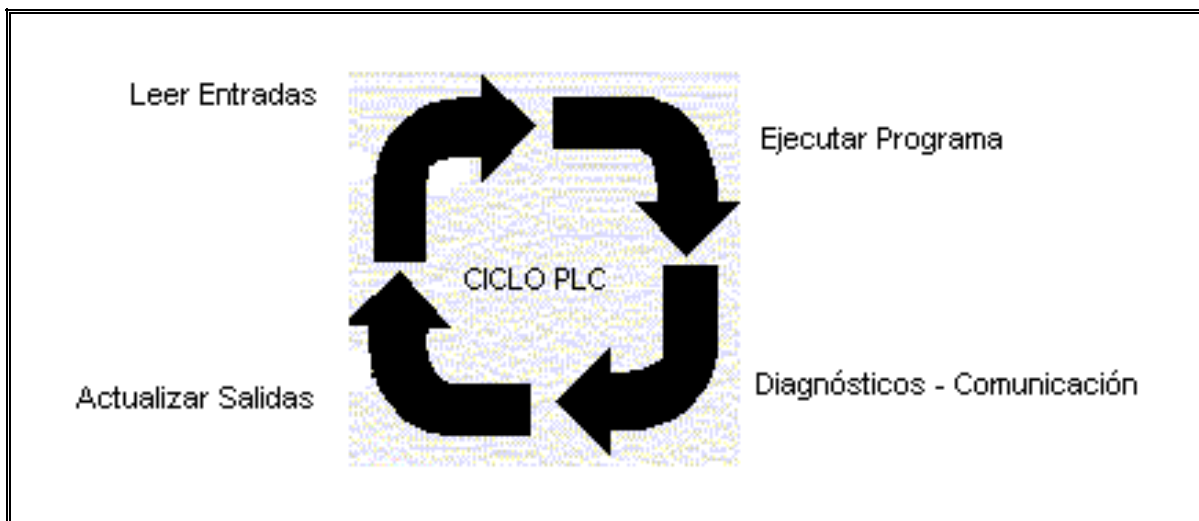 Leer Entradas
Ejecutar Programa
CICLO PLC
Actualizar Salidas
Diagnósticos - Comunicación